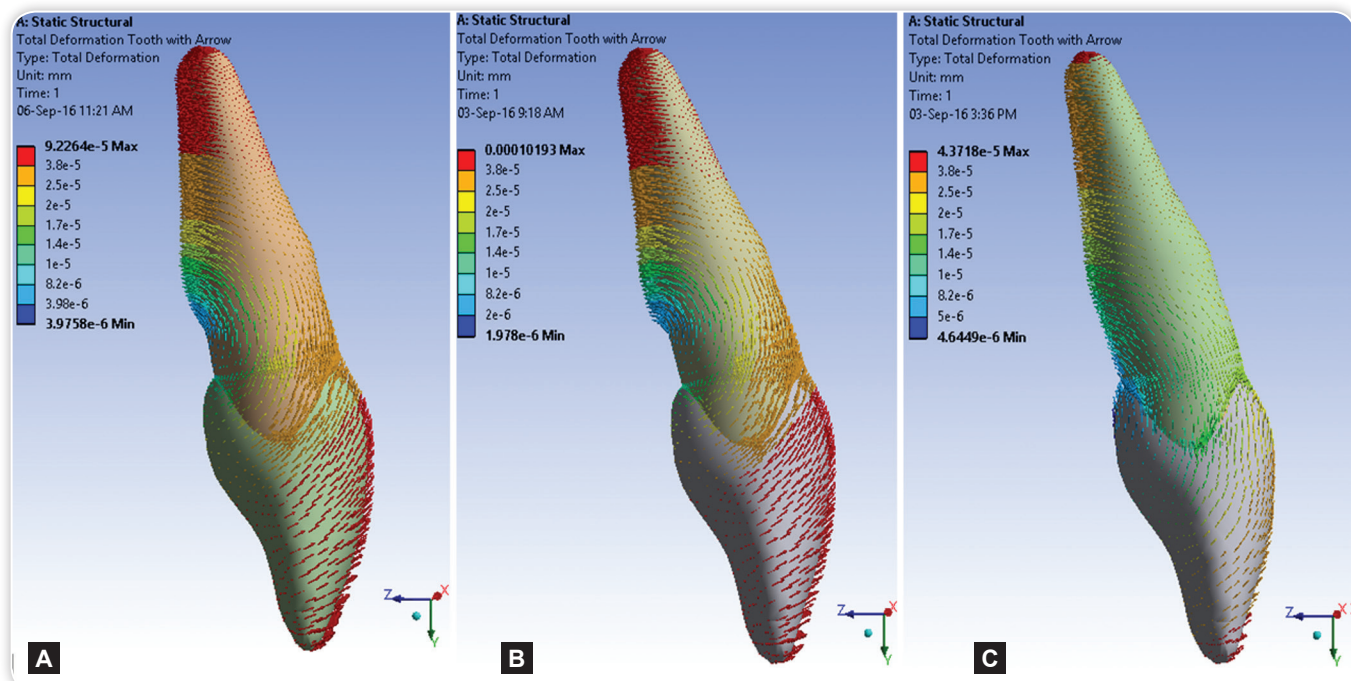 A: Static Structural
Total Deformation Tooth with Arrow
Type: Total Deformation
Unit: mm
Time: 1
06-Sep-16 11:21 AM
9.2264e-5 Max
3.8e-5
2.5e-5
2e-5
1.7e-5
1.4e-5
1e-5
8.2e-6
3.98e-6
3.9758e-6 Min
Z
X
Y
A
A: Static Structural
Total Deformation Tooth with Arrow
Type: Total Deformation
Unit: mm
Time: 1
03-Sep-16 9:18 AM
0.00010193 Max
3.8e-5
2.5e-5
2e-5
1.7e-5
1.4e-5
1e-5
8.2e-6
2e-6
1.978e-6 Min
Z
X
Y
B
A: Static Structural
Total Deformation Tooth with Arrow
Type: Total Deformation
Unit: mm
Time: 1
03-Sep-16 3:36 PM
4.3718e-5 Max
3.8e-5
2.5e-5
2e-5
1.7e-5
1.4e-5
1e-5
8.2e-6
5e-6
4.6449e-6 Min
Z
X
Y
C